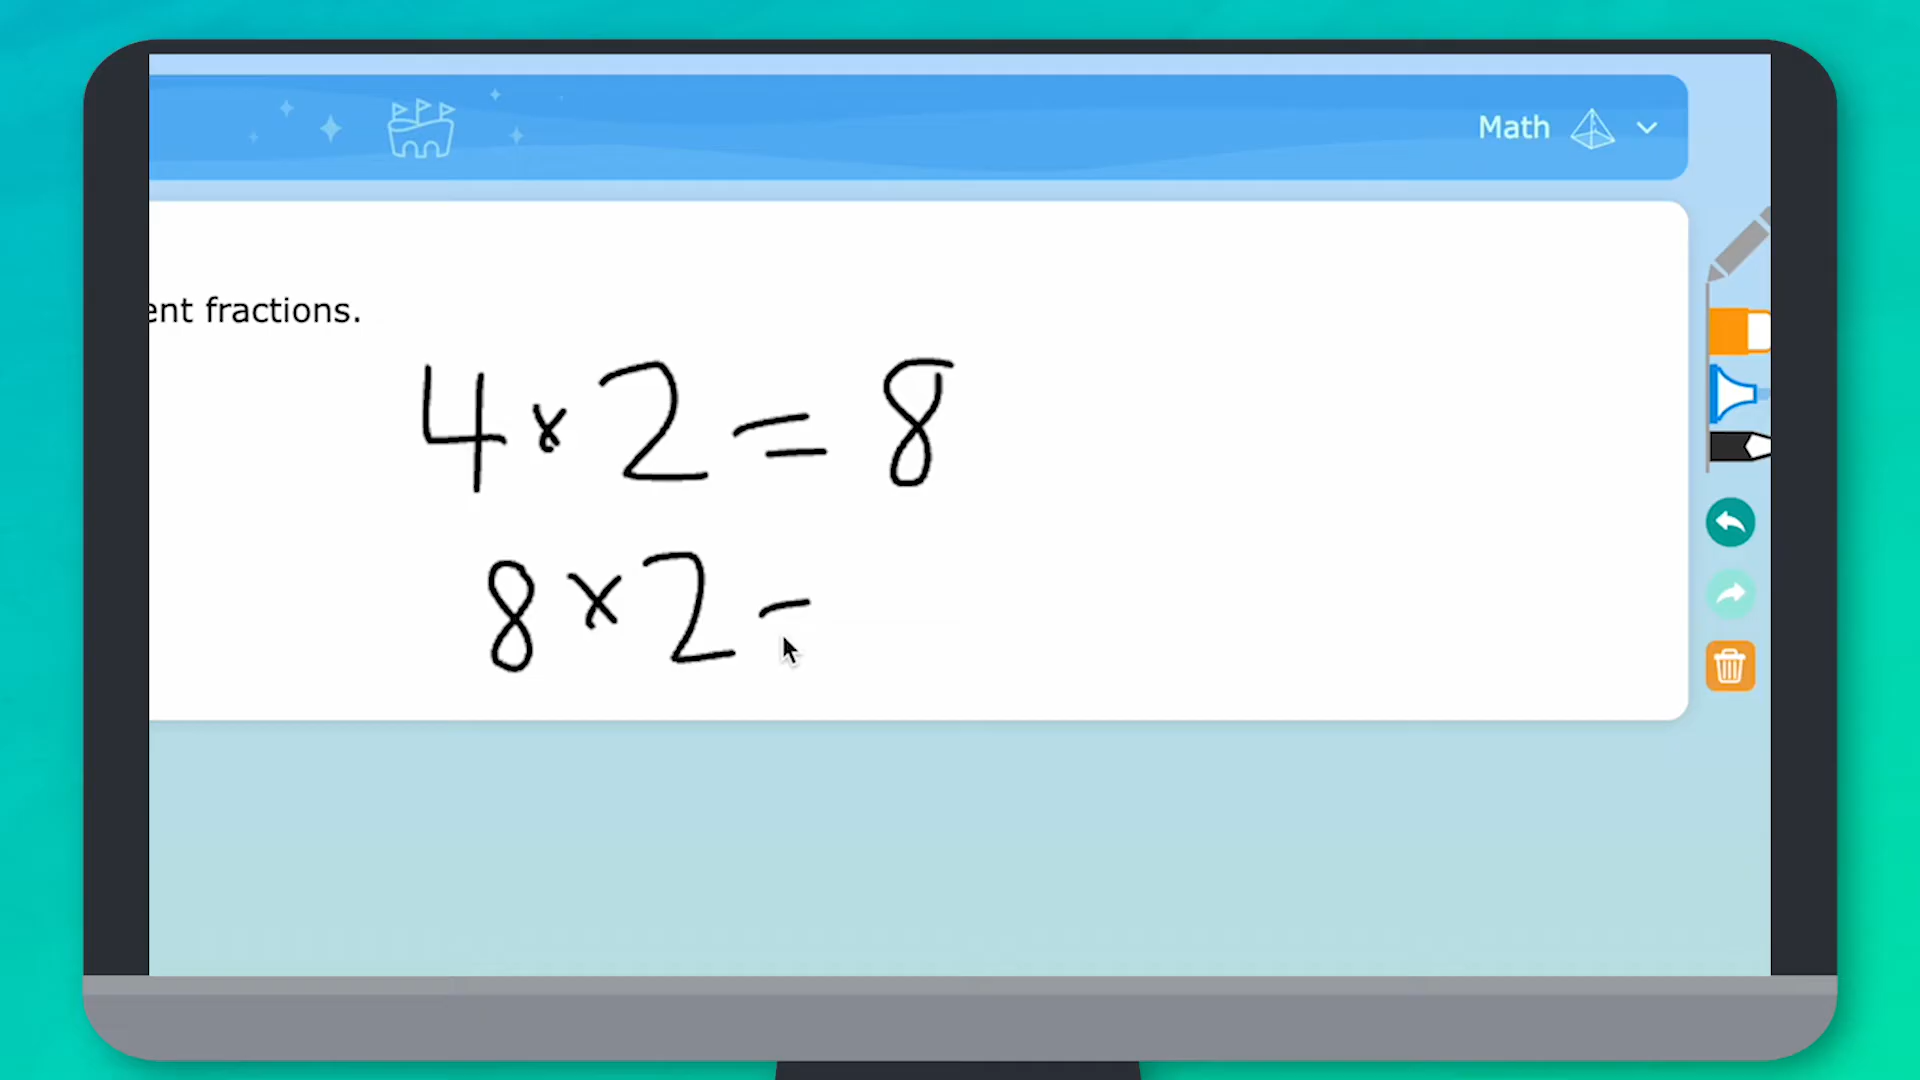 Math
ent fractions.
4 × 2 = 8
8 × 2 -